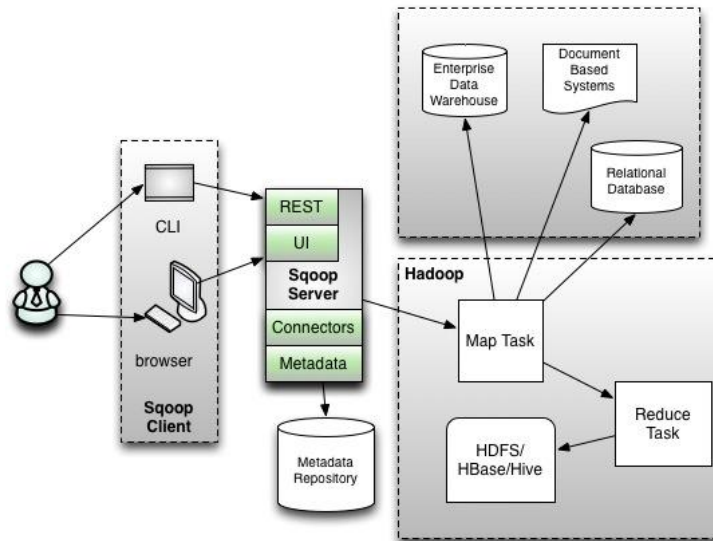 Enterprise
Data
Warehouse
Document
Based
Systems
Relational
Database
CLI
browser
Sqoop
Client
REST
UI
Sqoop
Server
Connectors
Metadata
Metadata
Repository
Hadoop
Map Task
Reduce
Task
HDFS/
HBase/Hive